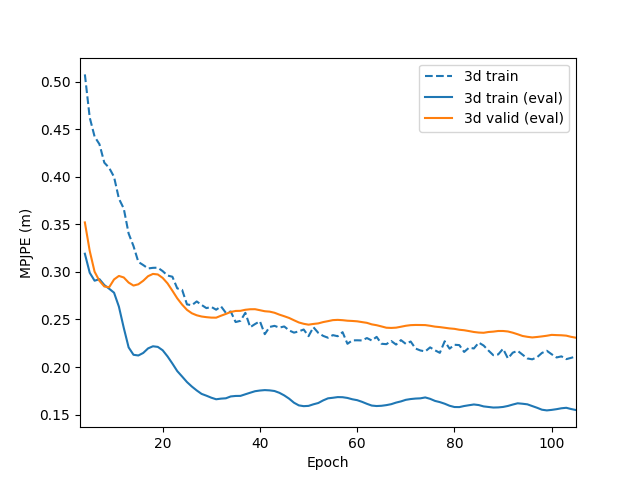 3d train
3d train (eval)
3d valid (eval)
MPJPE (m)
0.50
0.45
0.40
0.35
0.30
0.25
0.20
0.15
20 40 60 80 100
Epoch